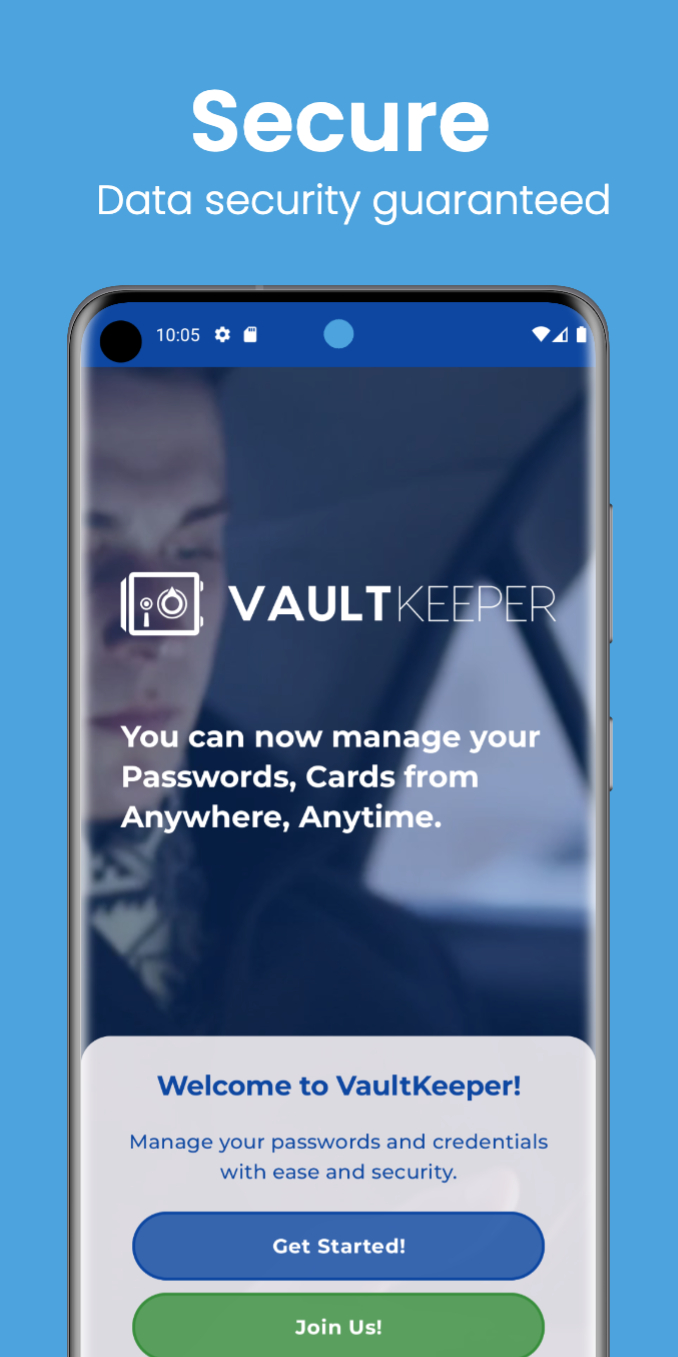 Secure
Data security guaranteed
10:05
VAULTKEEPER
You can now manage your
Passwords, Cards from
Anywhere, Anytime.
Welcome to VaultKeeper!
Manage your passwords and credentials
with ease and security.
Get Started!
Join Us!